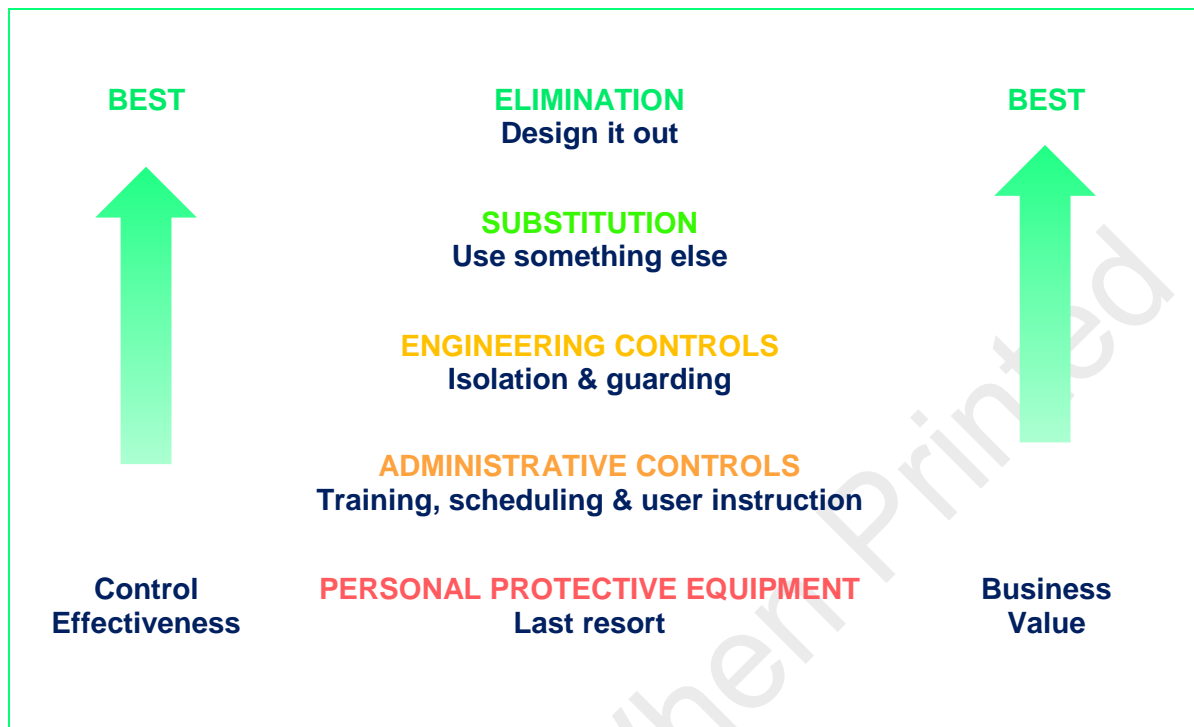 BEST
ELIMINATION
BEST
Design it out
SUBSTITUTION
Use something else
ENGINEERING CONTROLS
Isolation & guarding
ADMINISTRATIVE CONTROLS
Training, scheduling & user instruction
Control
Effectiveness
PERSONAL PROTECTIVE EQUIPMENT
Last resort
Business
Value
When Printed